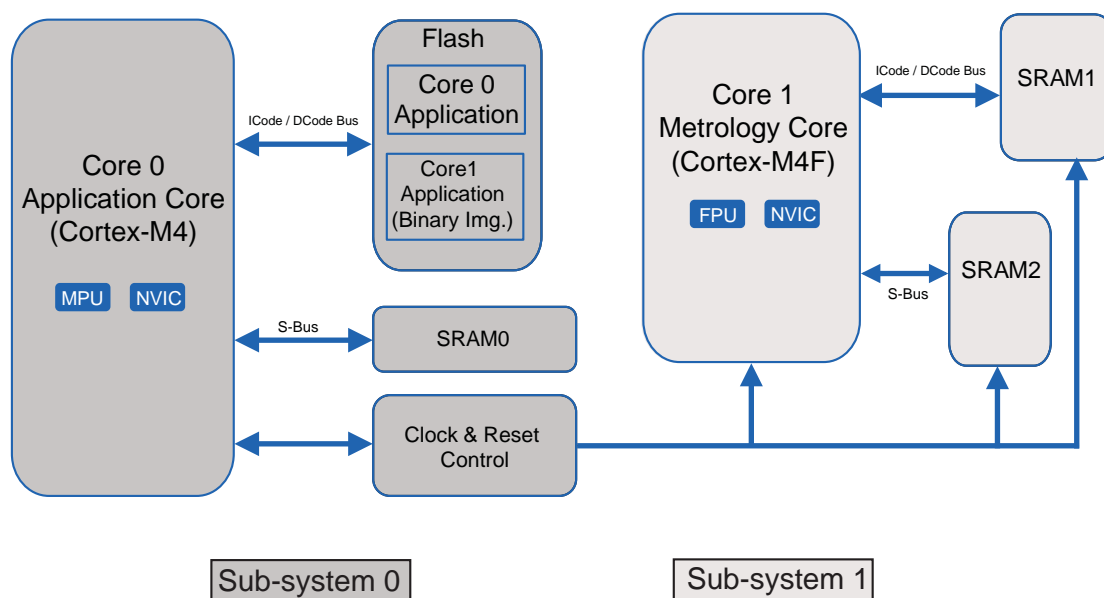 Core 0
Application Core
(Cortex-M4)
MPU
NVIC
ICode / DCode Bus
S-Bus
Flash
Core 0
Application
Core1
Application
(Binary Img.)
SRAM0
Clock & Reset
Control
Core 1
Metrology Core
(Cortex-M4F)
FPU
NVIC
ICode / DCode Bus
S-Bus
SRAM1
SRAM2
Sub-system 0
Sub-system 1